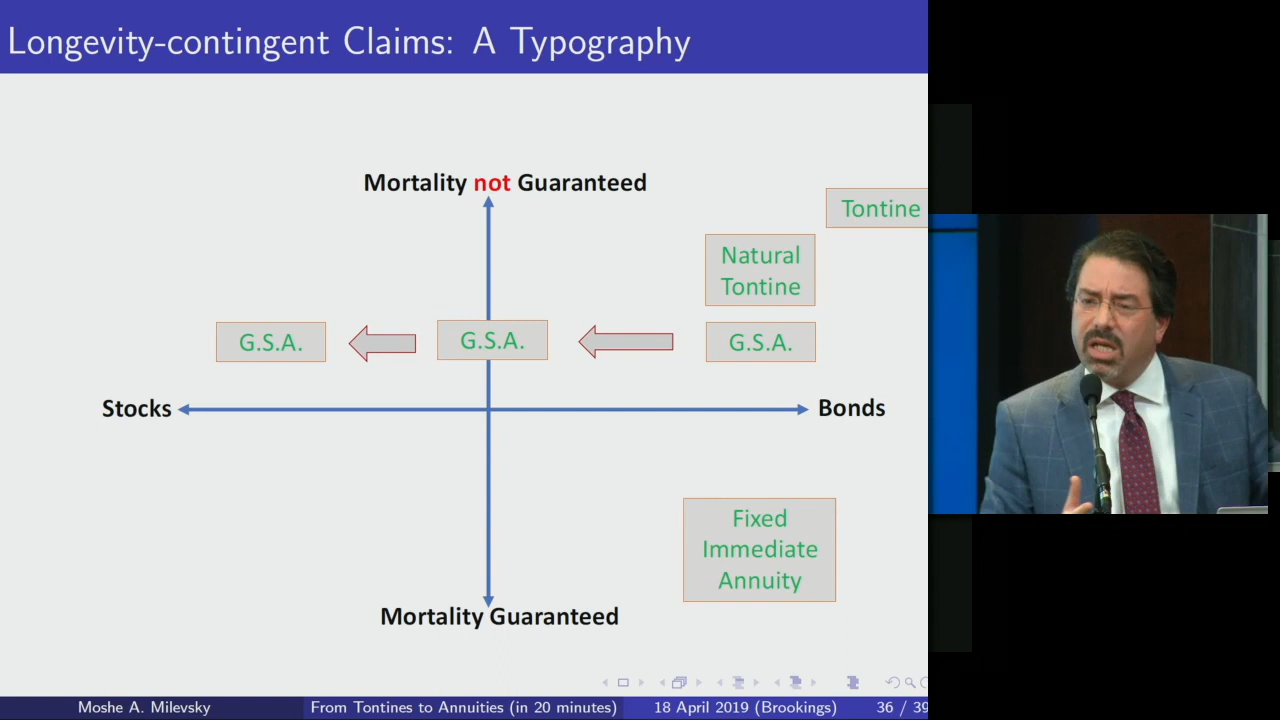 Longevity-contingent Claims: A Typography
Mortality not Guaranteed
Tontine
Natural
Tontine
G.S.A.
G.S.A.
G.S.A.
Stocks
Bonds
Fixed
Immediate
Annuity
Mortality Guaranteed
Moshe A. Milevsky
From Tontines to Annuities (in 20 minutes)
18 April 2019 (Brookings)
36 / 39